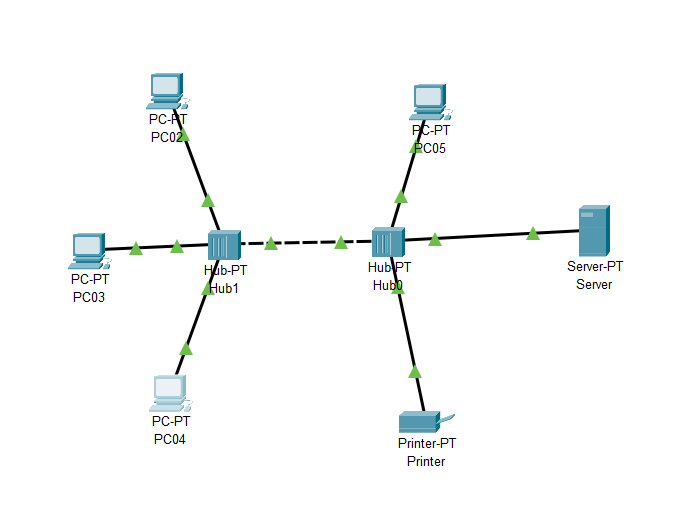 PC-PT
PC02
PC-PT
PC05
PC-PT
PC03
Hub-PT
Hub1
Hub-PT
Hub0
Server-PT
Server
PC-PT
PC04
Printer-PT
Printer